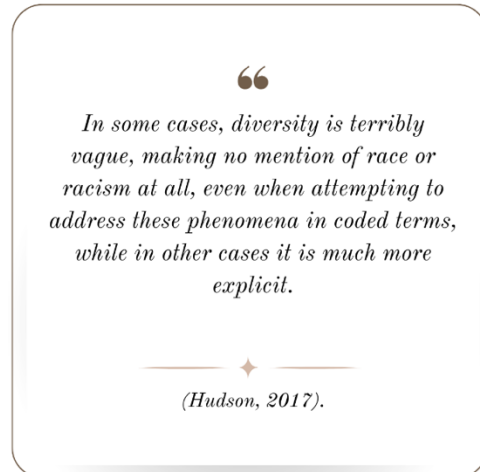 ❝
In some cases, diversity is terribly
vague, making no mention of race or
racism at all, even when attempting to
address these phenomena in coded terms,
while in other cases it is much more
explicit.
(Hudson, 2017).